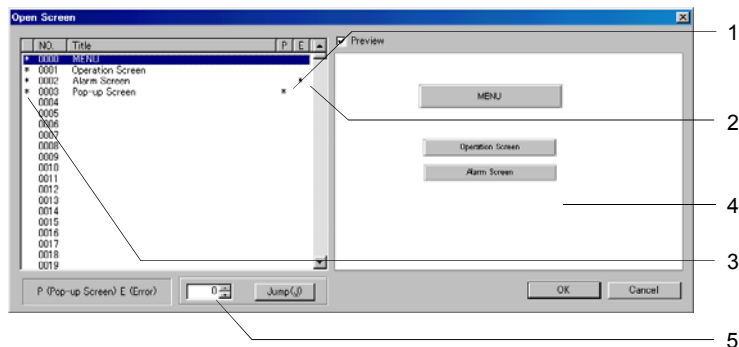 Open Screen
NO. Title P E
Preview
1
* 0000 MENU
* 0001 Operation Screen
* 0002 Alarm Screen *
* 0003 Pop-up Screen *
0004
0005
0006
0007
0008
0009
0010
0011
0012
0013
0014
0015
0016
0017
0018
0019
MENU
2
Operation Screen
Alarm Screen
4
3
P (Pop-up Screen) E (Error)
0
Jump(J)
OK
Cancel
5